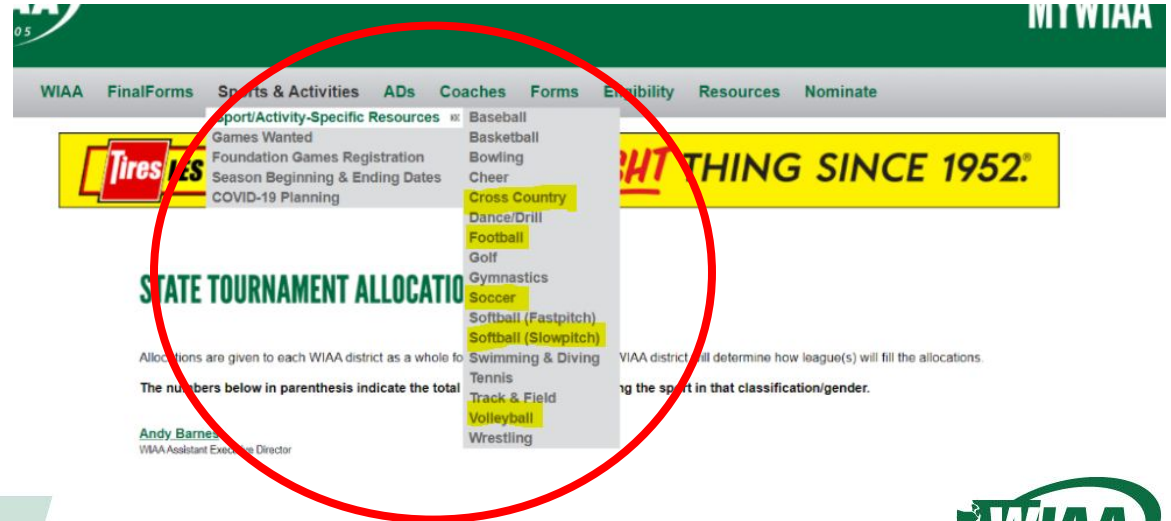 05
MYWIAA
WIAA FinalForms Sports & Activities ADs Coaches Forms Eligibility Resources Nominate
Sport/Activity-Specific Resources
Games Wanted
Foundation Games Registration
Season Beginning & Ending Dates
COVID-19 Planning
Baseball
Basketball
Bowling
Cheer
Cross Country
Dance/Drill
Football
Golf
Gymnastics
Soccer
Softball (Fastpitch)
Softball (Slowpitch)
Swimming & Diving
Tennis
Track & Field
Volleyball
Wrestling
Tires THING SINCE 1952.®
STATE TOURNAMENT
Allocations are given to each WIAA district as a whole WIAA district will determine how league(s) will fill the allocations.
The numbers below in parenthesis indicate the total the sport in that classification/gender.
Andy Barnes
WIAA Assistant Executive Director
WIAA